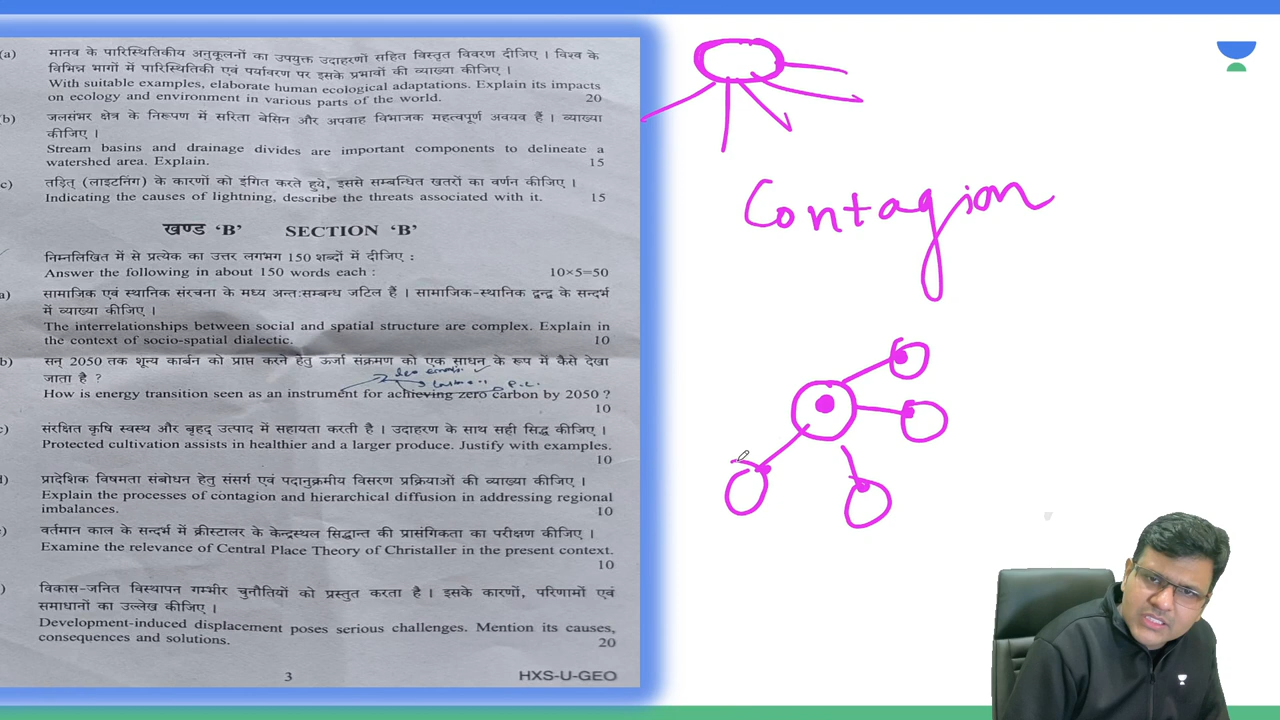 (a) मानव के पारिस्थितिकीय अनुकूलनों का उपयुक्त उदाहरणों सहित विस्तृत विवरण दीजिए । विश्व के
विभिन्न भागों में पारिस्थितिकी एवं पर्यावरण पर इसके प्रभावों की व्याख्या कीजिए ।
With suitable examples, elaborate human ecological adaptations. Explain its impacts
on ecology and environment in various parts of the world. 20
(b) जलागार क्षेत्र के निरूपण में सरिता बेसिन और अपवाह विभाजक महत्वपूर्ण अवयव हैं । व्याख्या
कीजिए ।
Stream basins and drainage divides are important components to delineate a
watershed area. Explain. 15
c) तड़ित् (लाइटनिंग) के कारणों को इंगित करते हुये, इससे सम्बन्धित खतरों का वर्णन कीजिए ।
Indicating the causes of lightning, describe the threats associated with it. 15
खण्ड ‘B’ SECTION ‘B’
निम्नलिखित में से प्रत्येक का उत्तर लगभग 150 शब्दों में दीजिए :
Answer the following in about 150 words each : 10×5=50
a) सामाजिक एवं स्थानिक संरचना के मध्य अन्तःसम्बन्ध जटिल हैं । सामाजिक-स्थानिक द्वन्द्व के सन्दर्भ
में व्याख्या कीजिए ।
The interrelationships between social and spatial structure are complex. Explain in
the context of socio-spatial dialectic. 10
b) सन् 2050 तक शून्य कार्बन को प्राप्त करने हेतु ऊर्जा संक्रमण को एक साधन के रूप में कैसे देखा
जाता है ?
How is energy transition seen as an instrument for achieving zero carbon by 2050 ?
10
c) संरक्षित कृषि स्वस्थ और वृहद् उत्पाद में सहायता करती है । उदाहरण के साथ सही सिद्ध कीजिए ।
Protected cultivation assists in healthier and a larger produce. Justify with examples.
10
प्रादेशिक विषमता संशोधन हेतु संसर्ग एवं पदानुक्रमीय विसरण प्रक्रियाओं की व्याख्या कीजिए ।
Explain the process of contagion and hierarchical diffusion in addressing regional
imbalances. 10
वर्तमान काल के सन्दर्भ में क्रीस्टालर के केन्द्रस्थल सिद्धान्त की प्रासंगिकता का परीक्षण कीजिए ।
Examine the relevance of Central Place Theory of Christaller in the present context.
10
विकास-जनित विस्थापन गम्भीर चुनौतियों को प्रस्तुत करता है । इसके कारणों, परिणामों एवं
समाधानों का उल्लेख कीजिए ।
Development-induced displacement poses serious challenges. Mention its causes,
consequences and solutions. 20
3 HXS-U-GEO
Contagion